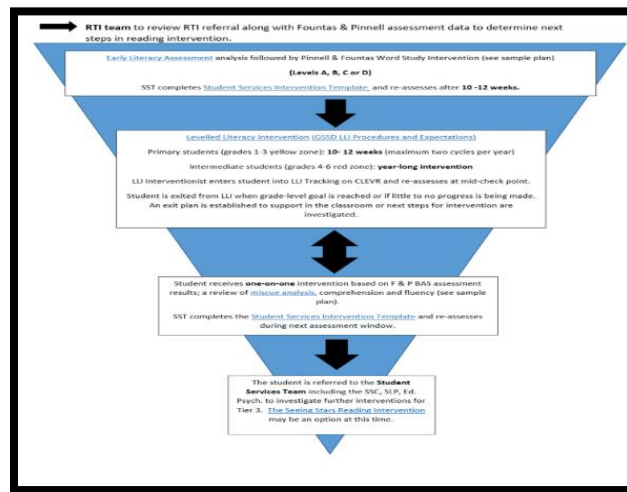 RTI team to review RTI referral along with Fountas & Pinnell assessment data to determine next
steps in reading intervention.
Early Literacy Assessment analysis followed by Pinnell & Fountas Word Study Intervention (see sample plan)
(Levels A, B, C or D)
SST completes Student Services Intervention Template and re-assesses after 10 -12 weeks.
Levelled Literacy Intervention (GSSD LLI Procedures and Expectations)
Primary students (grades 1-3 yellow zone): 10- 12 weeks (maximum two cycles per year)
Intermediate students (grades 4-6 red zone): year-long intervention
LLI Interventionist enters student into LLI Tracking on CLEVR and re-assesses at mid-check point.
Student is exited from LLI when grade-level goal is reached or if little to no progress is being made.
An exit plan is established to support in the classroom or next steps for intervention are
investigated.
Student receives one-on-one intervention based on F & P BAS assessment
results; a review of miscue analysis, comprehension and fluency (see sample
plan).
SST completes the Student Services Intervention Template and re-assesses
during next assessment window.
The student is referred to the Student
Services Team including the SSC, SLP, Ed.
Psych. to investigate further interventions for
Tier 3. The Seeing Stars Reading Intervention
may be an option at this time.